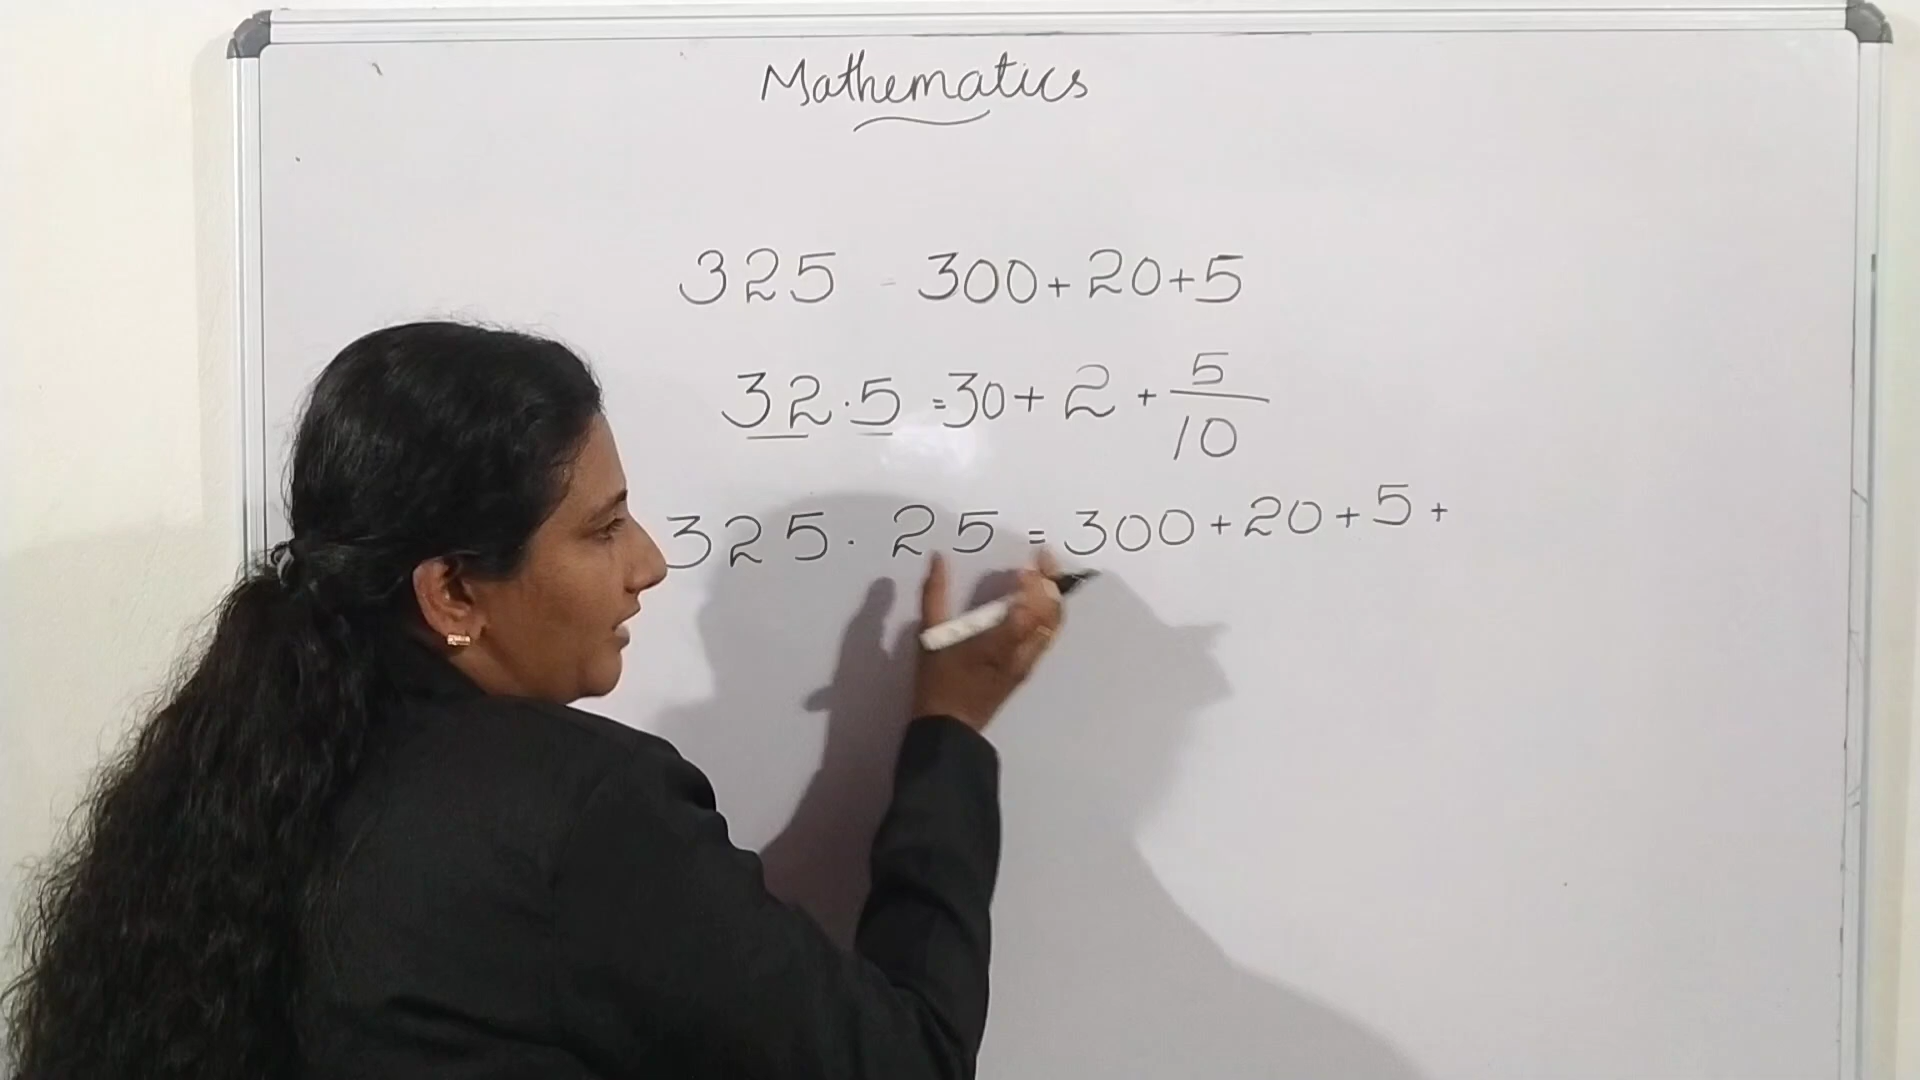 Mathematics
325 - 300 + 20 + 5
32.5 = 30 + 2 + 5/10
325.25 = 300 + 20 + 5 +